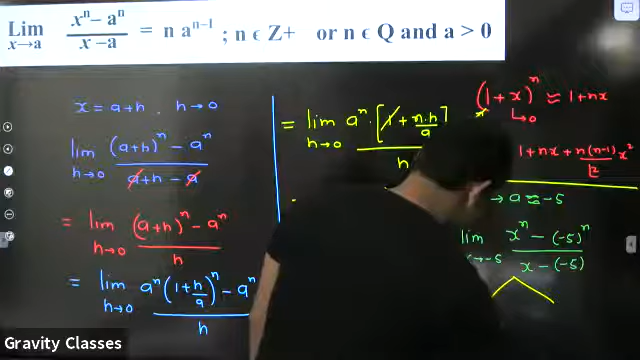 Lim x→a (xⁿ – aⁿ)/(x – a) = n aⁿ⁻¹ ; n ϵ Z+ or n ϵ Q and a > 0
x = a+h . h→0
lim h→0 ((a+h)ⁿ - aⁿ)/(a+h - a)
= lim h→0 ((a+h)ⁿ - aⁿ)/h
= lim h→0 (aⁿ(1+h/a)ⁿ - aⁿ)/h
= lim h→0 aⁿ.[1 + n.h/a]
h
(1+x)ⁿ ≈ 1+nx
↳0
1+nx+ n(n-1)/2 x²
→ a ≈ -5
lim x→-5 (xⁿ - (-5)ⁿ)/(x - (-5))
Gravity Classes